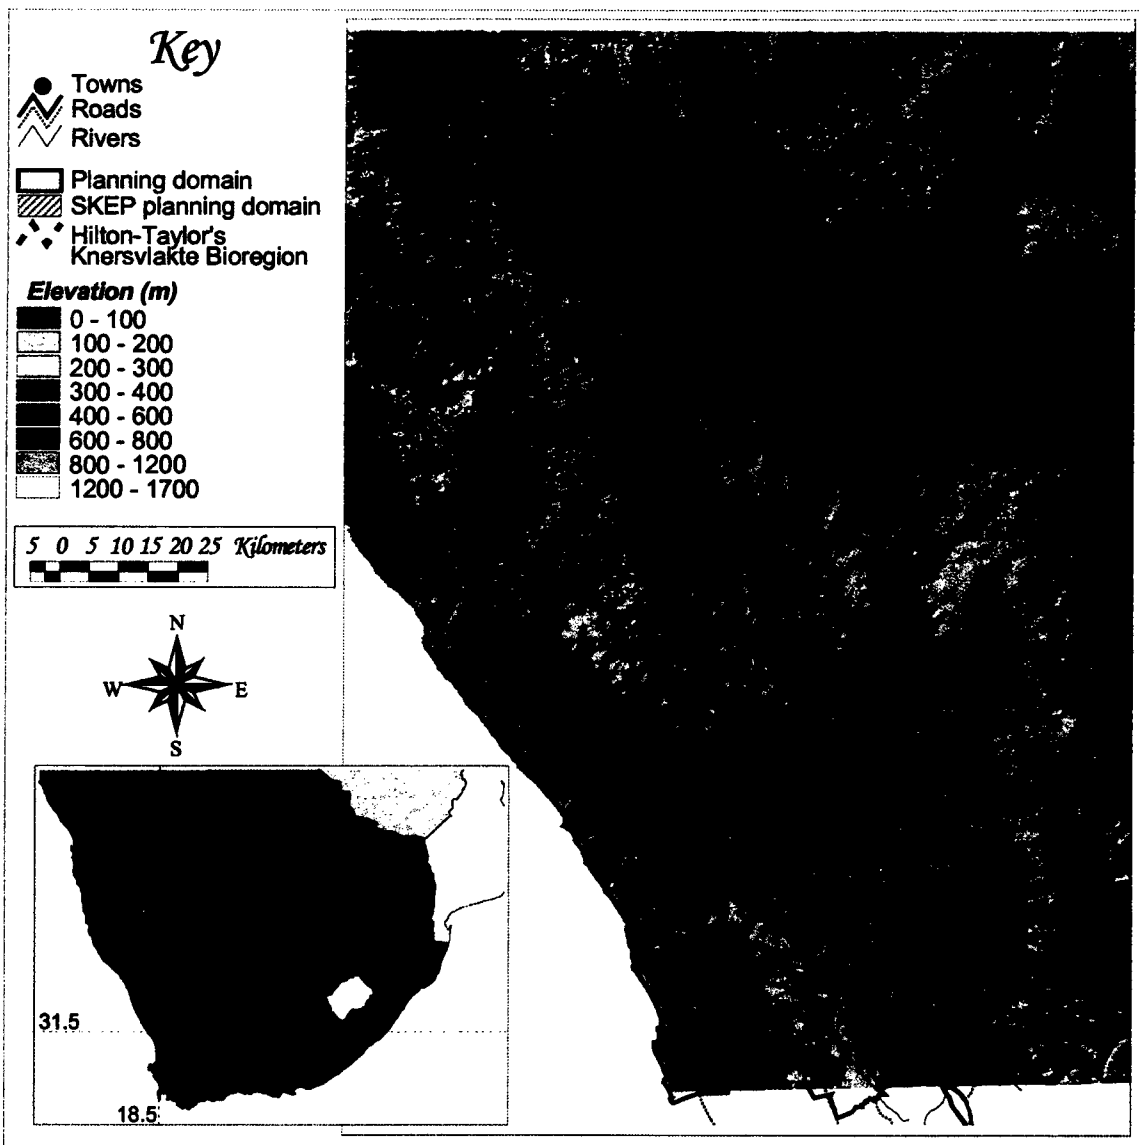 Key
Towns
Roads
Rivers
Planning domain
SKEP planning domain
Hilton-Taylor's
Knersvlakte Bioregion
Elevation (m)
0 - 100
100 - 200
200 - 300
300 - 400
400 - 600
600 - 800
800 - 1200
1200 - 1700
5 0 5 10 15 20 25 Kilometers
N
W E
S
31.5
18.5